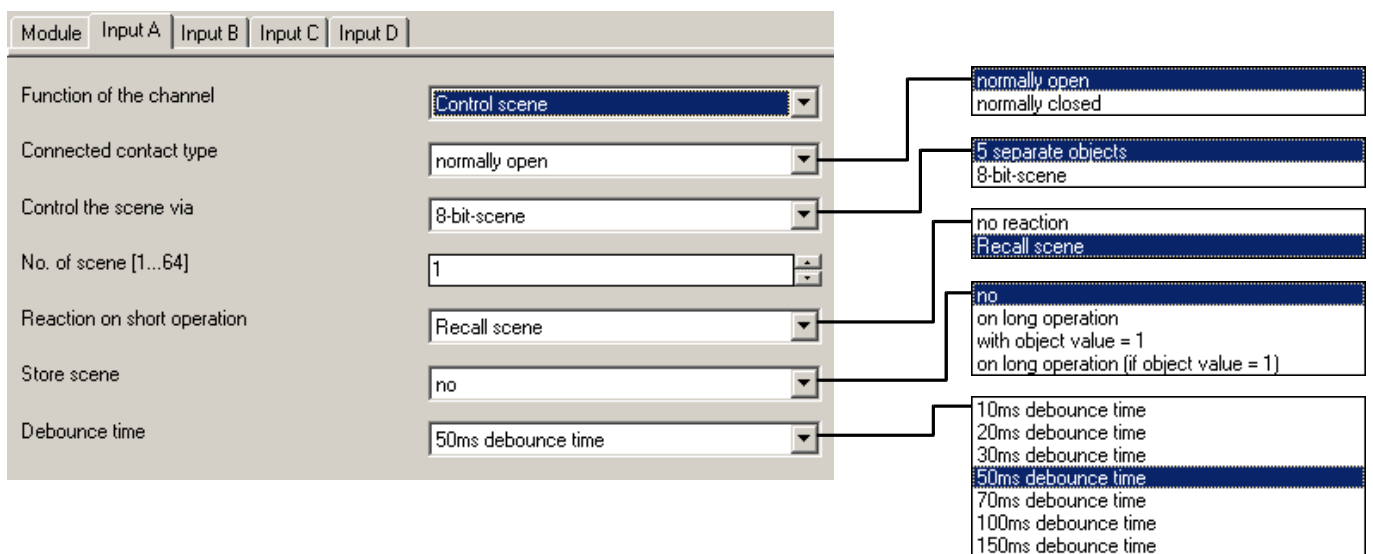 Module Input A Input B Input C Input D
Function of the channel Control scene
Connected contact type normally open
Control the scene via 8-bit-scene
No. of scene [1...64] 1
Reaction on short operation Recall scene
Store scene no
Debounce time 50ms debounce time
normally open
normally closed
5 separate objects
8-bit-scene
no reaction
Recall scene
no
on long operation
with object value = 1
on long operation (if object value = 1)
10ms debounce time
20ms debounce time
30ms debounce time
50ms debounce time
70ms debounce time
100ms debounce time
150ms debounce time